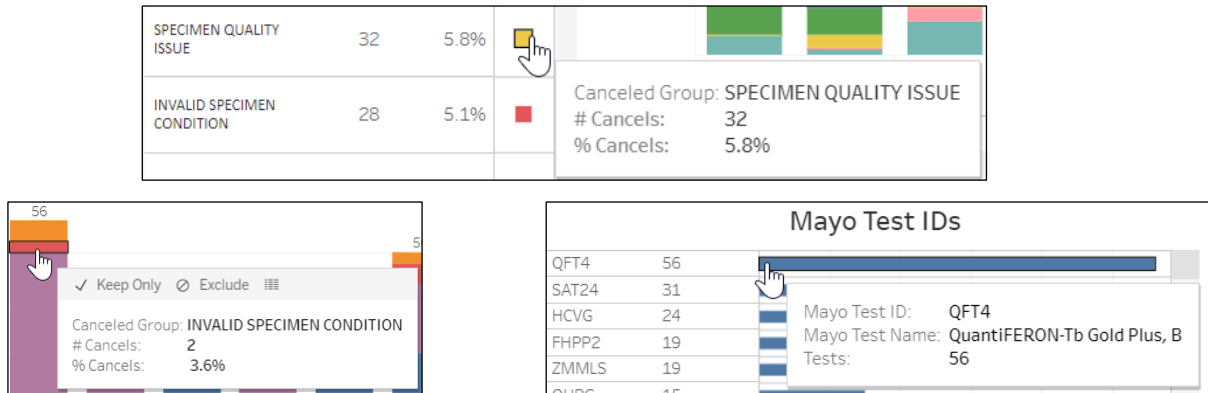 SPECIMEN QUALITY
ISSUE
32
5.8%
INVALID SPECIMEN
CONDITION
28
5.1%
Canceled Group: SPECIMEN QUALITY ISSUE
# Cancels: 32
% Cancels: 5.8%
56
Keep Only Exclude
Canceled Group: INVALID SPECIMEN CONDITION
# Cancels: 2
% Cancels: 3.6%
Mayo Test IDs
QFT4 56
SAT24 31
HCVG 24
FHPP2 19
ZMMLS 19
Mayo Test ID: QFT4
Mayo Test Name: QuantiFERON-Tb Gold Plus, B
Tests: 56